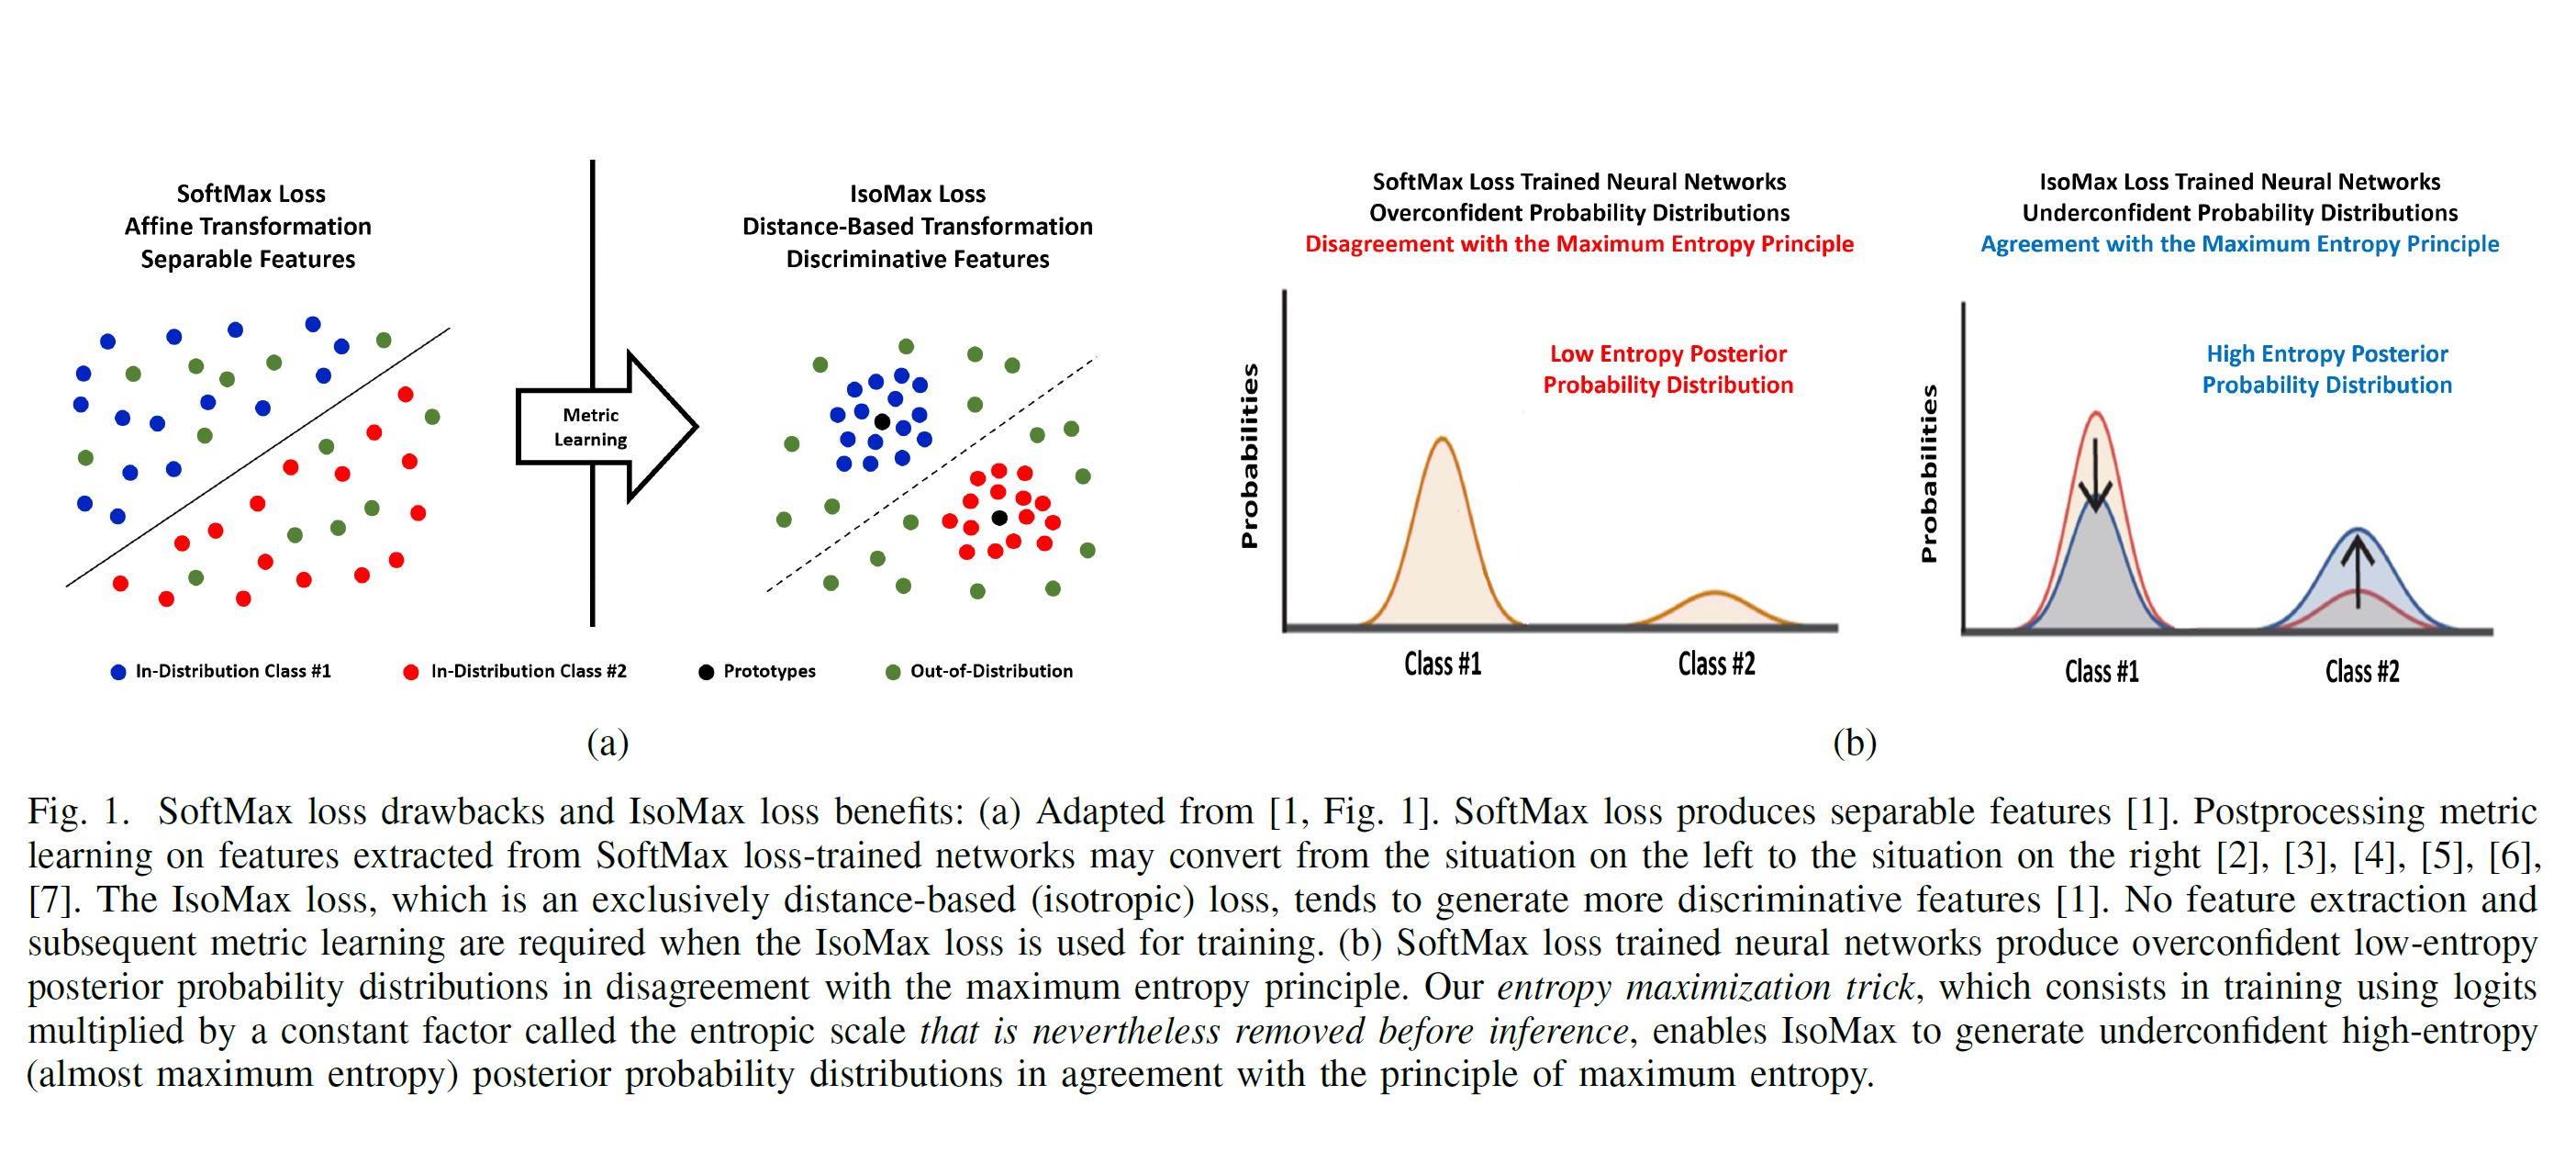 SoftMax Loss
Affine Transformation
Separable Features
Metric
Learning
IsoMax Loss
Distance-Based Transformation
Discriminative Features
In-Distribution Class #1
In-Distribution Class #2
Prototypes
Out-of-Distribution
(a)
SoftMax Loss Trained Neural Networks
Overconfident Probability Distributions
Disagreement with the Maximum Entropy Principle
Low Entropy Posterior
Probability Distribution
Probabilities
Class #1
Class #2
IsoMax Loss Trained Neural Networks
Underconfident Probability Distributions
Agreement with the Maximum Entropy Principle
High Entropy Posterior
Probability Distribution
Probabilities
Class #1
Class #2
(b)
Fig. 1. SoftMax loss drawbacks and IsoMax loss benefits: (a) Adapted from [1, Fig. 1]. SoftMax loss produces separable features [1]. Postprocessing metric
learning on features extracted from SoftMax loss-trained networks may convert from the situation on the left to the situation on the right [2], [3], [4], [5], [6],
[7]. The IsoMax loss, which is an exclusively distance-based (isotropic) loss, tends to generate more discriminative features [1]. No feature extraction and
subsequent metric learning are required when the IsoMax loss is used for training. (b) SoftMax loss trained neural networks produce overconfident low-entropy
posterior probability distributions in disagreement with the maximum entropy principle. Our entropy maximization trick, which consists in training using logits
multiplied by a constant factor called the entropic scale that is nevertheless removed before inference, enables IsoMax to generate underconfident high-entropy
(almost maximum entropy) posterior probability distributions in agreement with the principle of maximum entropy.